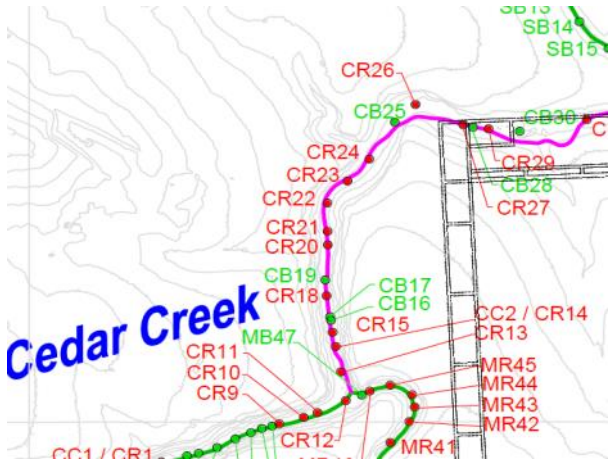 SB13
SB14
SB15
CR26
CB25
CB30
C
CR24
CR29
CR23
CB28
CR22
CR27
CR21
CR20
CB19
CB17
CR18
CB16
CC2 / CR14
Cedar Creek
CR15
CR13
MB47
CR11
MR45
CR10
MR44
CR9
MR43
MR42
CR12
MR41
CC1 / CR1